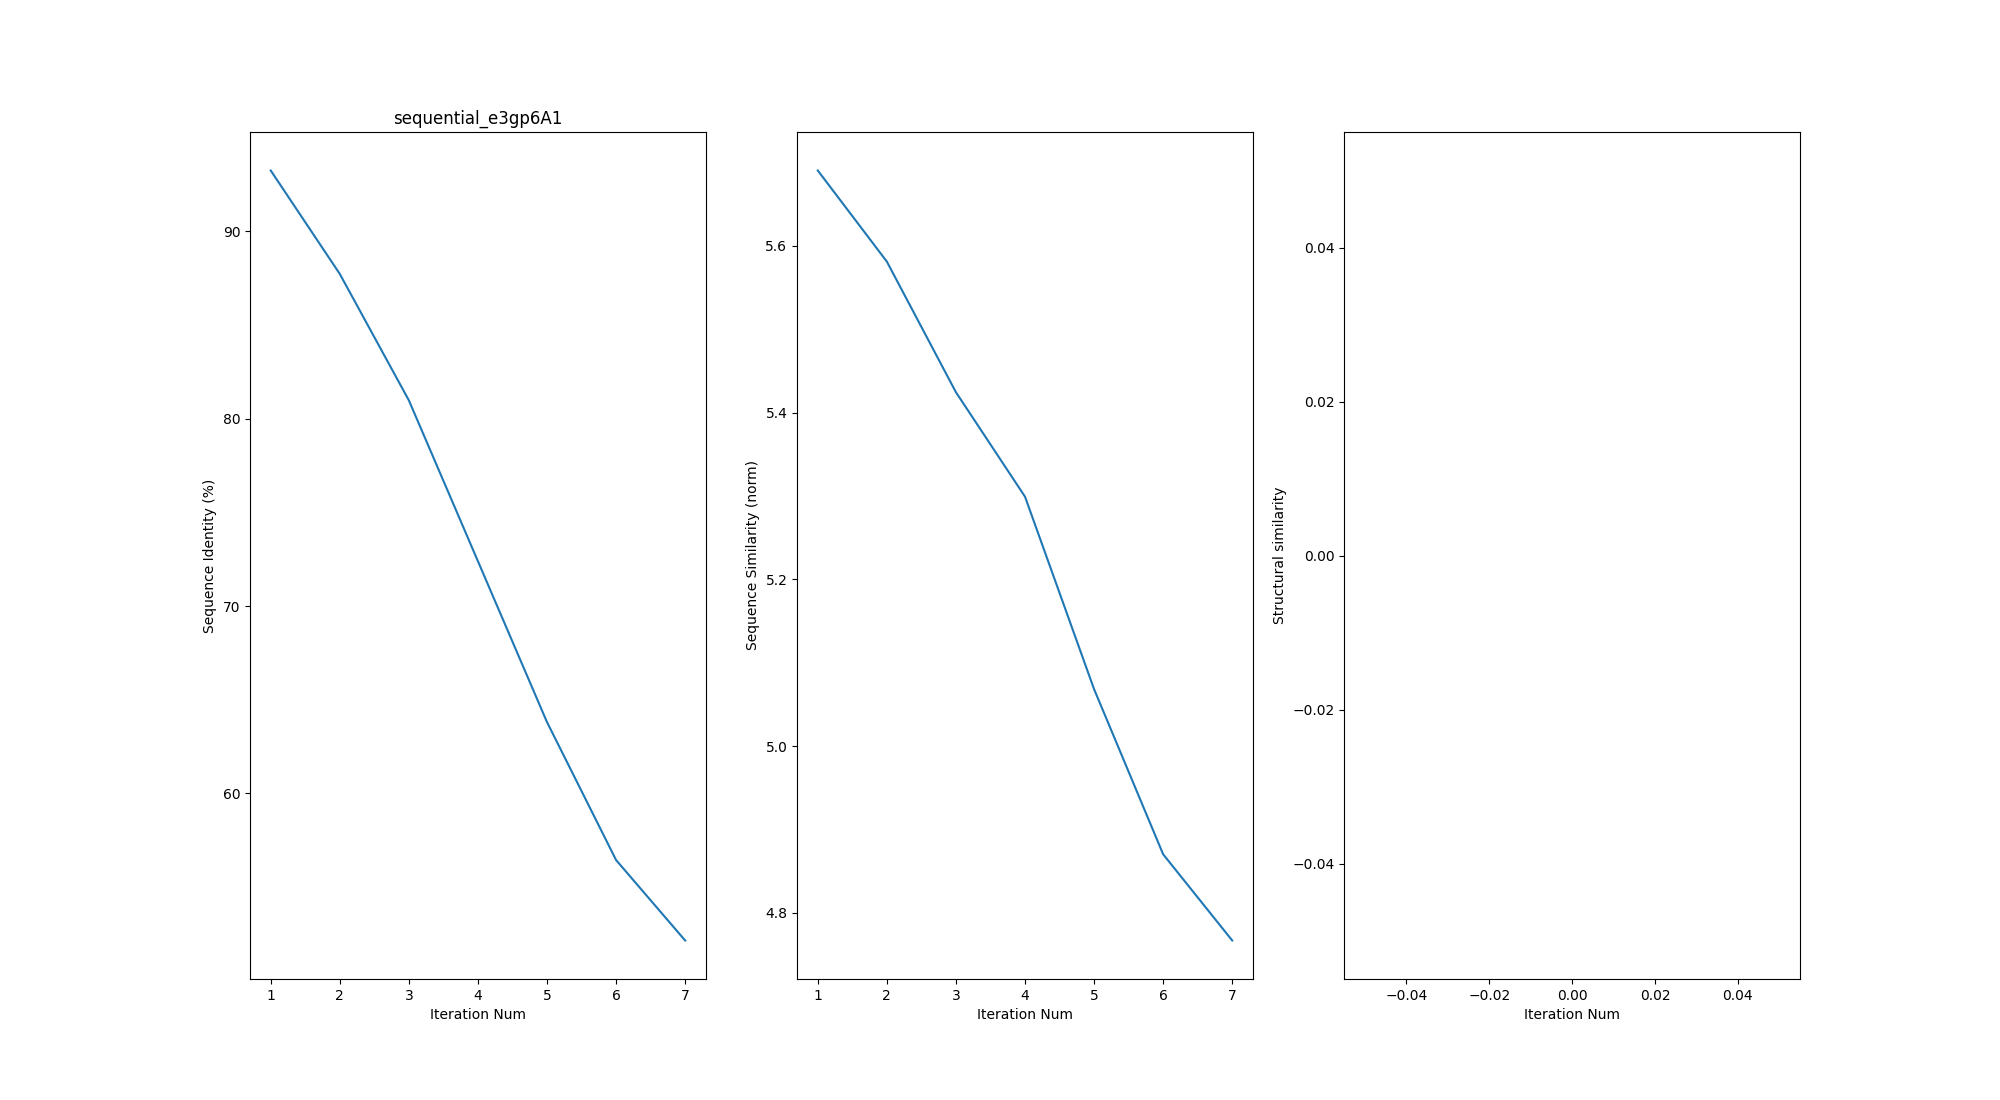 sequential_e3gp6A1
Sequence Identity (%)
90
80
70
60
1 2 3 4 5 6 7
Iteration Num
Sequence Similarity (norm)
5.6
5.4
5.2
5.0
4.8
1 2 3 4 5 6 7
Iteration Num
Structural similarity
0.04
0.02
0.00
−0.02
−0.04
−0.04 −0.02 0.00 0.02 0.04
Iteration Num